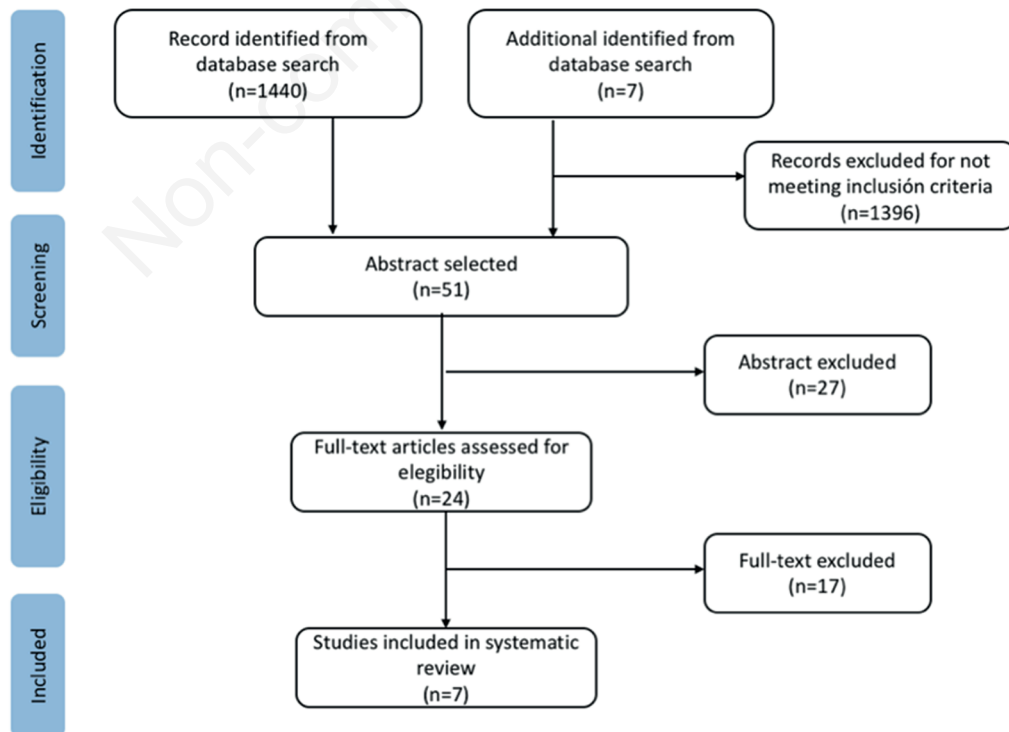 Identification
Record identified from
database search
(n=1440)
Additional identified from
database search
(n=7)
Records excluded for not
meeting inclusión criteria
(n=1396)
Screening
Abstract selected
(n=51)
Abstract excluded
(n=27)
Eligibility
Full-text articles assessed for
elegibility
(n=24)
Full-text excluded
(n=17)
Included
Studies included in systematic
review
(n=7)